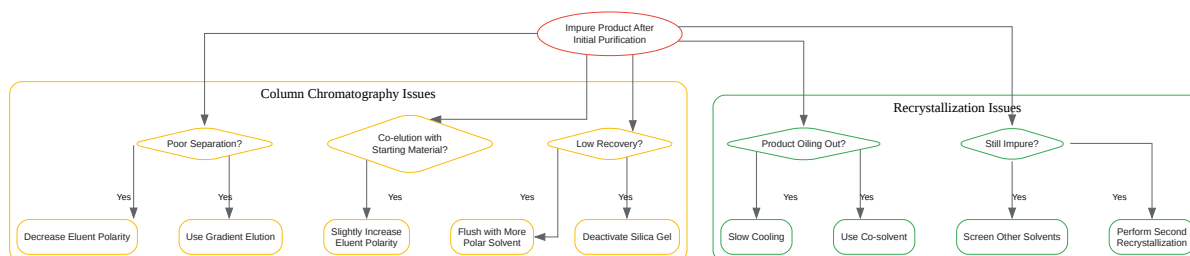 Impure Product After
Initial Purification
Column Chromatography Issues
Recrystallization Issues
Poor Separation?
Co-elution with
Starting Material?
Low Recovery?
Product Oiling Out?
Still Impure?
Yes
Yes
Yes
Yes
Yes
Yes
Yes
Yes
Yes
Decrease Eluent Polarity
Use Gradient Elution
Slightly Increase
Eluent Polarity
Flush with More
Polar Solvent
Deactivate Silica Gel
Slow Cooling
Use Co-solvent
Screen Other Solvents
Perform Second
Recrystallization